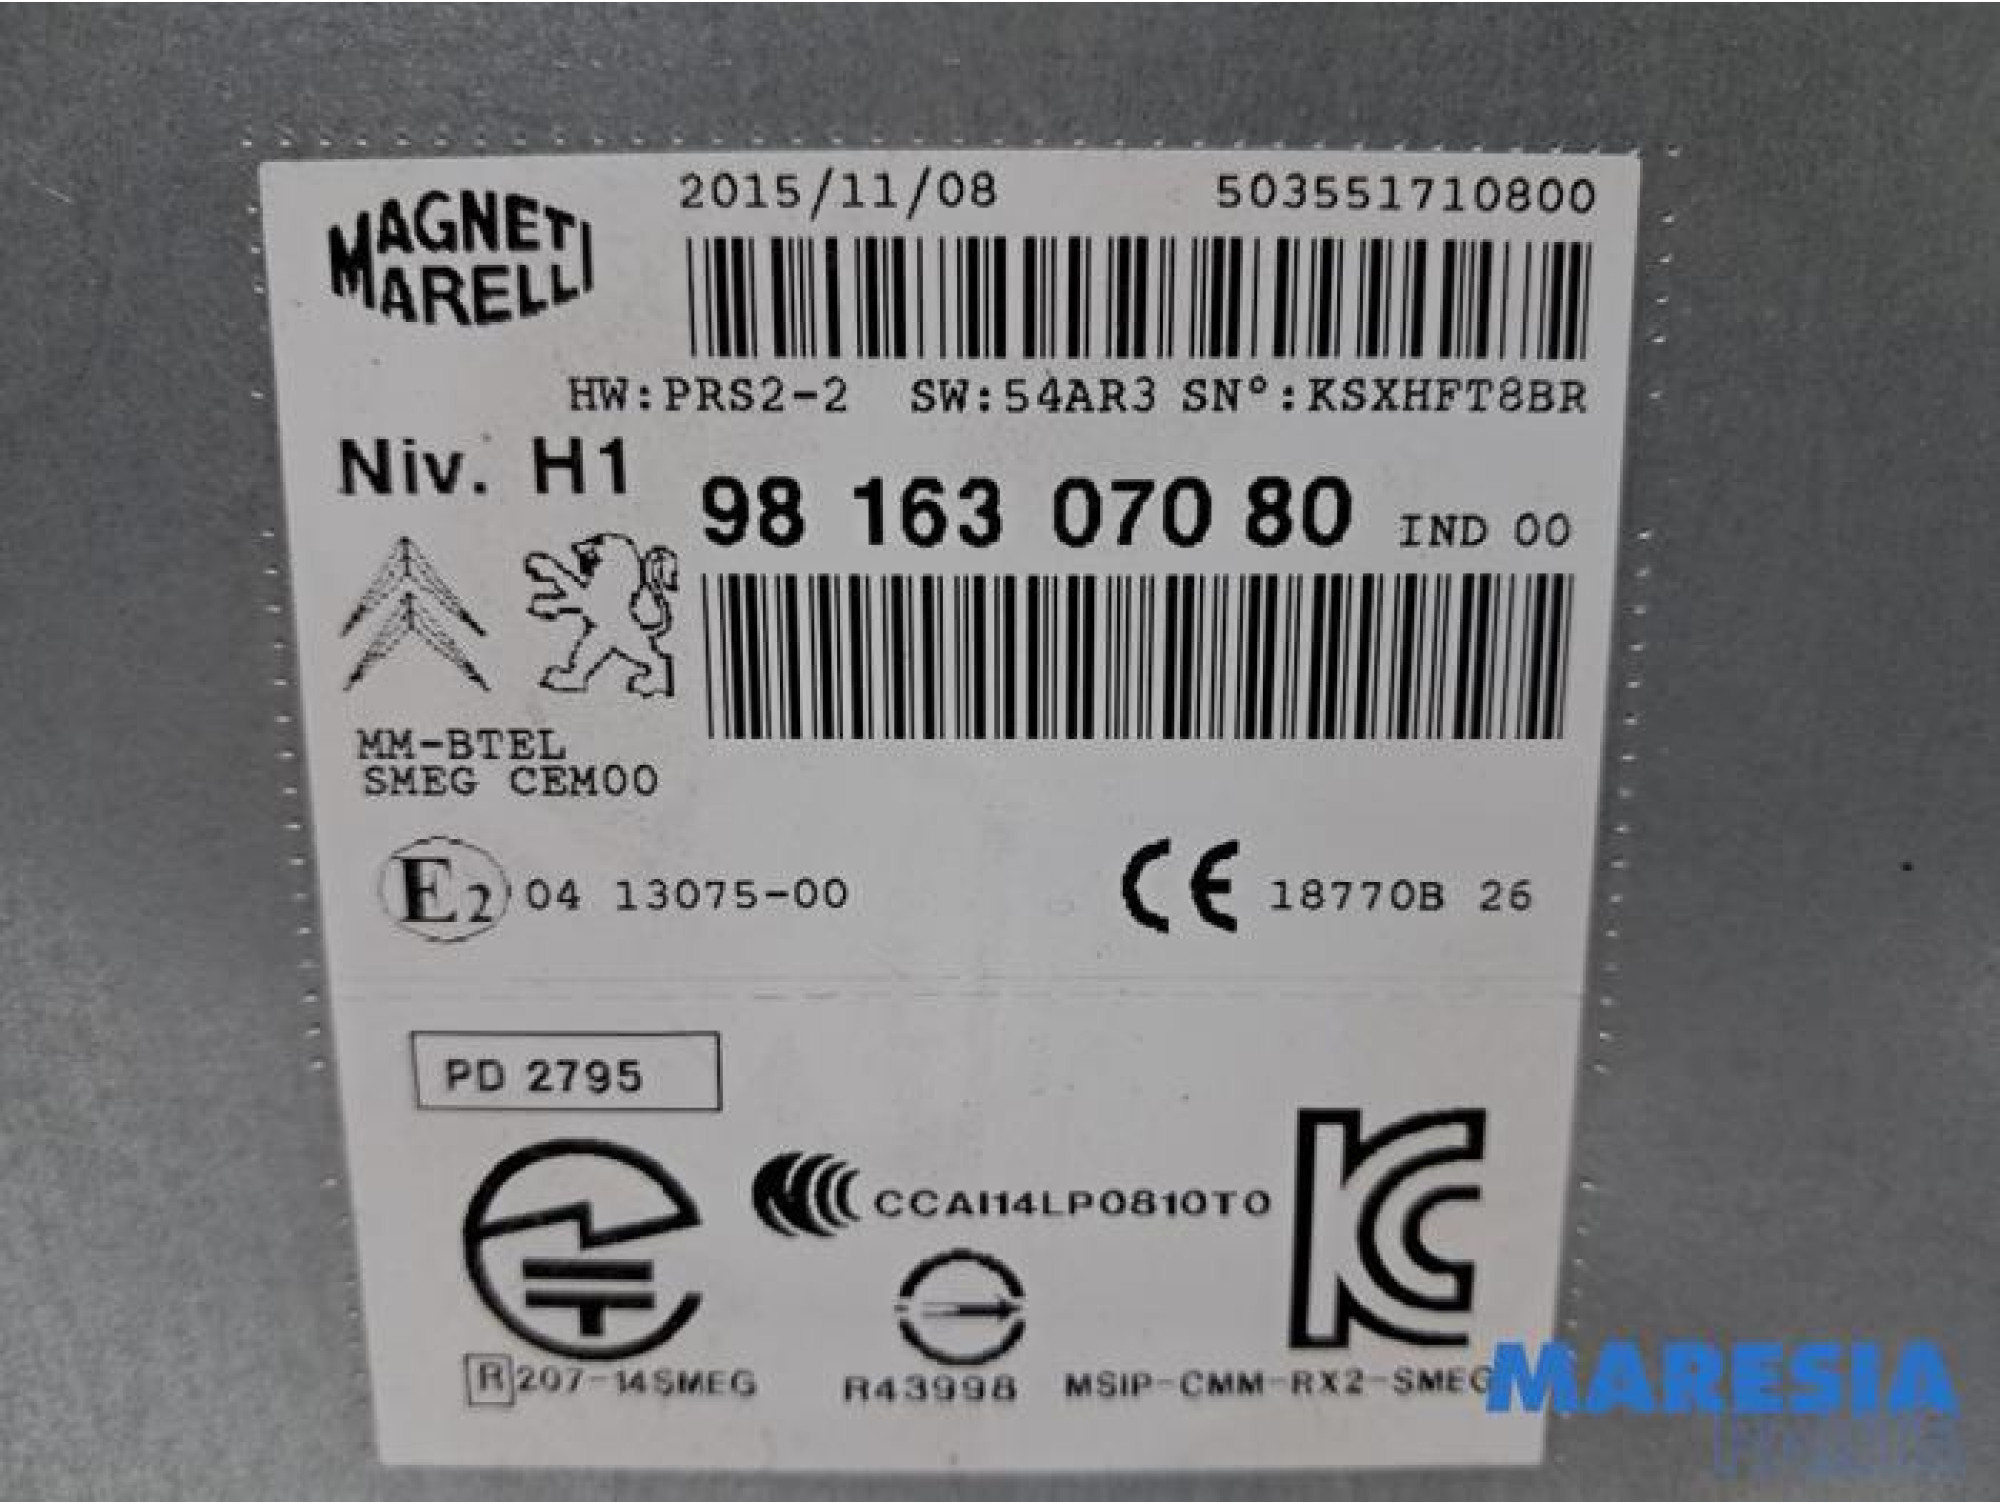 MAGNETI
MARELLI
2015/11/08 503551710800
HW:PRS2-2 SW:54AR3 SN°:KSXHFT8BR
Niv. H1
98 163 070 80 IND 00
MM-BTEL
SMEG CEM00
E2 04 13075-00
CE 18770B 26
PD 2795
CCAI14LP0810T0
R 207-14SMEG
R43998
MSIP-CMM-RX2-SMEG
MARESIA